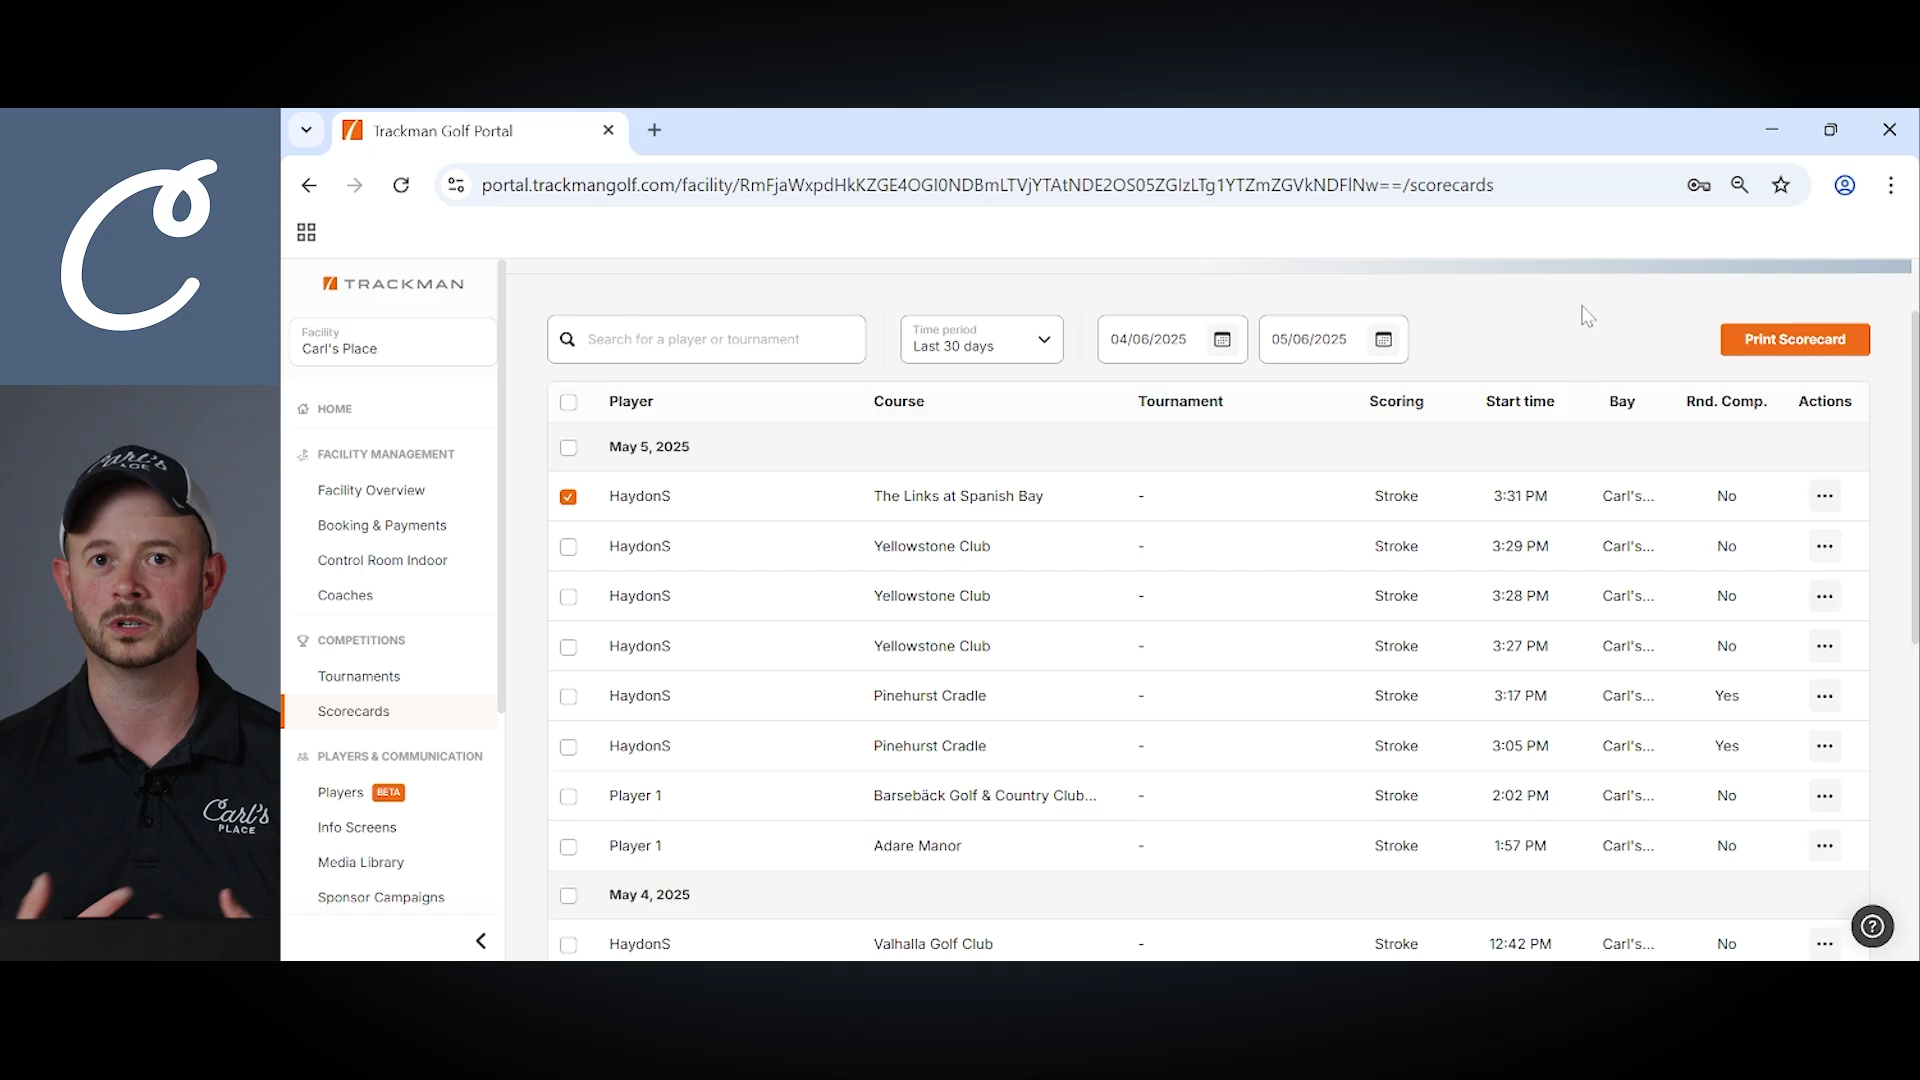 Trackman Golf Portal
portal.trackmangolf.com/facility/RmFjaWxpdHkKZGE4OGI0NDBmLTVjYTAtNDE2OS05ZGIzLTg1YTZmZGVkNDFlNw==/scorecards
TRACKMAN
Facility
Carl's Place
HOME
FACILITY MANAGEMENT
Facility Overview
Booking & Payments
Control Room Indoor
Coaches
COMPETITIONS
Tournaments
Scorecards
PLAYERS & COMMUNICATION
Players BETA
Info Screens
Media Library
Sponsor Campaigns
Search for a player or tournament
Time period
Last 30 days
04/06/2025
05/06/2025
Print Scorecard
Player Course Tournament Scoring Start time Bay Rnd. Comp. Actions
May 5, 2025
HaydonS The Links at Spanish Bay - Stroke 3:31 PM Carl's... No
HaydonS Yellowstone Club - Stroke 3:29 PM Carl's... No
HaydonS Yellowstone Club - Stroke 3:28 PM Carl's... No
HaydonS Yellowstone Club - Stroke 3:27 PM Carl's... No
HaydonS Pinehurst Cradle - Stroke 3:17 PM Carl's... Yes
HaydonS Pinehurst Cradle - Stroke 3:05 PM Carl's... Yes
Player 1 Barsebäck Golf & Country Club... - Stroke 2:02 PM Carl's... No
Player 1 Adare Manor - Stroke 1:57 PM Carl's... No
May 4, 2025
HaydonS Valhalla Golf Club - Stroke 12:42 PM Carl's... No
C
Carl's
PLACE
Carl's
PLACE